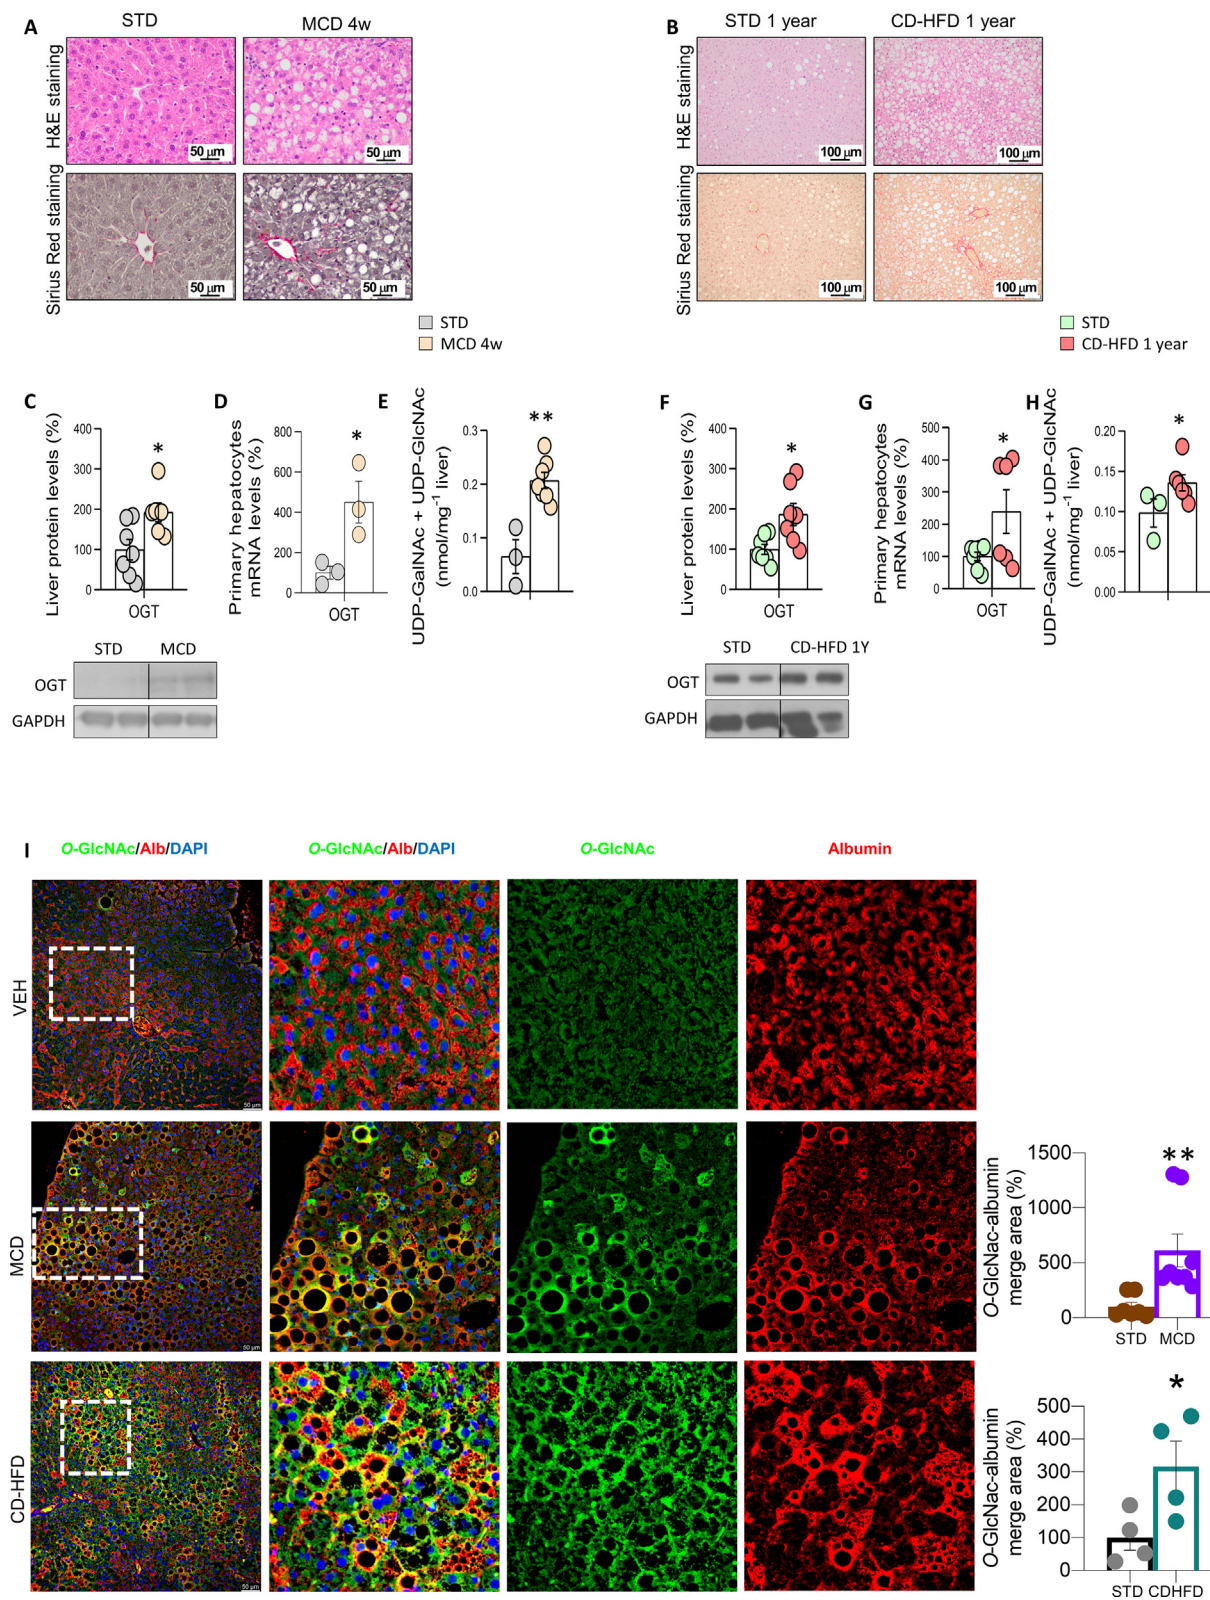 A
STD
MCD 4w
H&E staining
50 µm
50 µm
Sirius Red staining
50 µm
50 µm
STD
MCD 4w
B
STD 1 year
CD-HFD 1 year
H&E staining
100 µm
100 µm
Sirius Red staining
100 µm
100 µm
STD
CD-HFD 1 year
C
Liver protein levels (%)
400
300
200
100
0
*
OGT
STD MCD
OGT
GAPDH
D
Primary hepatocytes
mRNA levels (%)
800
600
400
200
0
*
OGT
E
UDP-GalNAc + UDP-GlcNAc
(nmol/mg⁻¹ liver)
0.3
0.2
0.1
0.0
**
F
Liver protein levels (%)
400
300
200
100
0
*
OGT
STD CD-HFD 1Y
OGT
GAPDH
G
Primary hepatocytes
mRNA levels (%)
500
400
300
200
100
0
*
OGT
H
UDP-GalNAc + UDP-GlcNAc
(nmol/mg⁻¹ liver)
0.20
0.15
0.10
0.05
0.00
*
I
O-GlcNAc/Alb/DAPI
O-GlcNAc/Alb/DAPI
O-GlcNAc
Albumin
VEH
50 µm
MCD
50 µm
CD-HFD
50 µm
O-GlcNac-albumin
merge area (%)
1500
1000
500
0
**
STD MCD
O-GlcNac-albumin
merge area (%)
500
400
300
200
100
0
*
STD CDHFD